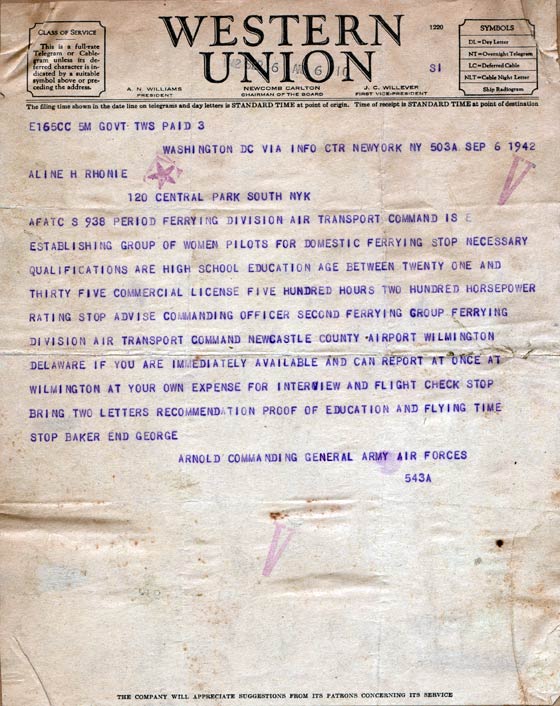 CLASS OF SERVICE
This is a full-rate
Telegram or Cable-
gram unless its de-
ferred character is in-
dicated by a suitable
symbol above or pre-
ceding the address.
WESTERN
UNION
1220
SI
A. N. WILLIAMS
PRESIDENT
NEWCOMB CARLTON
CHAIRMAN OF THE BOARD
J. C. WILLEVER
FIRST VICE-PRESIDENT
SYMBOLS
DL=Day Letter
NT=Overnight Telegram
LC=Deferred Cable
NLT=Cable Night Letter
Ship Radiogram
The filing time shown in the date line on telegrams and day letters is STANDARD TIME at point of origin. Time of receipt is STANDARD TIME at point of destination
E165CC 5M GOVT TWS PAID 3
WASHINGTON DC VIA INFO CTR NEWYORK NY 503A SEP 6 1942
ALINE H RHONIE
120 CENTRAL PARK SOUTH NYK
AFATC S 938 PERIOD FERRYING DIVISION AIR TRANSPORT COMMAND IS E
ESTABLISHING GROUP OF WOMEN PILOTS FOR DOMESTIC FERRYING STOP NECESSARY
QUALIFICATIONS ARE HIGH SCHOOL EDUCATION AGE BETWEEN TWENTY ONE AND
THIRTY FIVE COMMERCIAL LICENSE FIVE HUNDRED HOURS TWO HUNDRED HORSEPOWER
RATING STOP ADVISE COMMANDING OFFICER SECOND FERRYING GROUP FERRYING
DIVISION AIR TRANSPORT COMMAND NEWCASTLE COUNTY AIRPORT WILMINGTON
DELAWARE IF YOU ARE IMMEDIATELY AVAILABLE AND CAN REPORT AT ONCE AT
WILMINGTON AT YOUR OWN EXPENSE FOR INTERVIEW AND FLIGHT CHECK STOP
BRING TWO LETTERS RECOMMENDATION PROOF OF EDUCATION AND FLYING TIME
STOP BAKER END GEORGE
ARNOLD COMMANDING GENERAL ARMY AIR FORCES
543A
V
V
THE COMPANY WILL APPRECIATE SUGGESTIONS FROM ITS PATRONS CONCERNING ITS SERVICE